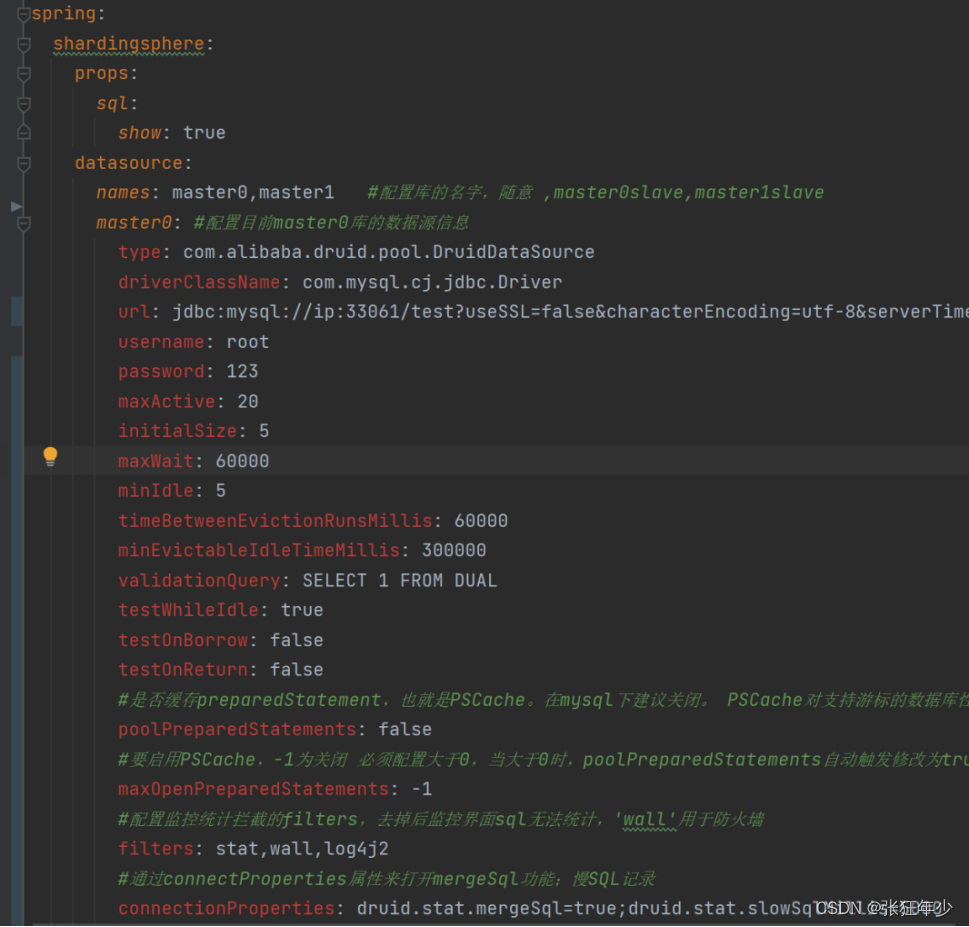 spring:
shardingsphere:
props:
sql:
show: true
datasource:
names: master0,master1 #配置库的名字，随意 ,master0slave,master1slave
master0: #配置目前master0库的数据源信息
type: com.alibaba.druid.pool.DruidDataSource
driverClassName: com.mysql.cj.jdbc.Driver
url: jdbc:mysql://ip:33061/test?useSSL=false&characterEncoding=utf-8&serverTime
username: root
password: 123
maxActive: 20
initialSize: 5
maxWait: 60000
minIdle: 5
timeBetweenEvictionRunsMillis: 60000
minEvictableIdleTimeMillis: 300000
validationQuery: SELECT 1 FROM DUAL
testWhileIdle: true
testOnBorrow: false
testOnReturn: false
#是否缓存preparedStatement，也就是PSCache。在mysql下建议关闭。 PSCache对支持游标的数据库性
poolPreparedStatements: false
#要启用PSCache，-1为关闭 必须配置大于0，当大于0时，poolPreparedStatements自动触发修改为tru
maxOpenPreparedStatements: -1
#配置监控统计拦截的filters，去掉后监控界面sql无法统计，'wall'用于防火墙
filters: stat,wall,log4j2
#通过connectProperties属性来打开mergeSql功能；慢SQL记录
connectionProperties: druid.stat.mergeSql=true;druid.stat.slowSql
CSDN @张狂年少